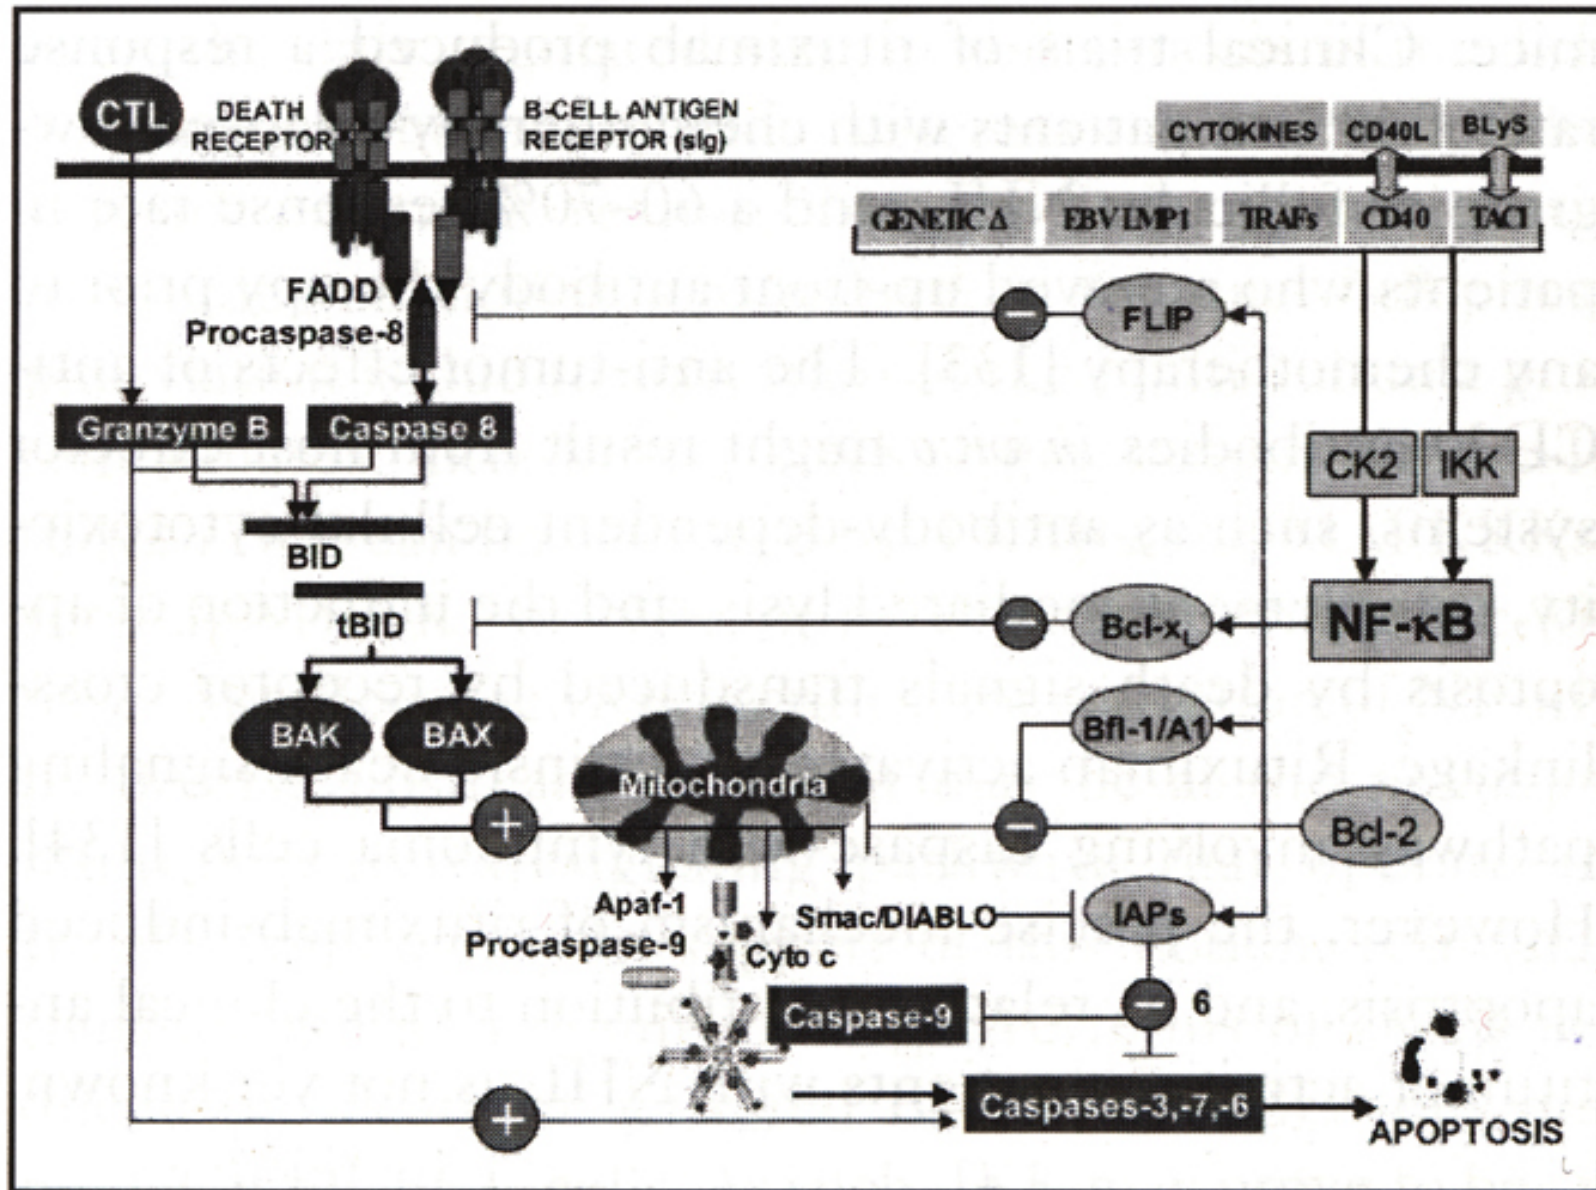 CTL
DEATH
RECEPTOR
B-CELL ANTIGEN
RECEPTOR (sIg)
CYTOKINES
CD40L
BLyS
GENETIC Δ
EBV LMP1
TRAFs
CD40
TACI
FADD
Procaspase-8
FLIP
Granzyme B
Caspase 8
CK2
IKK
BID
tBID
Bcl-xL
NF-κB
BAK
BAX
Bfl-1/A1
Mitochondria
Bcl-2
Apaf-1
Procaspase-9
Cyto c
Smac/DIABLO
IAPs
Caspase-9
6
Caspases-3,-7,-6
APOPTOSIS